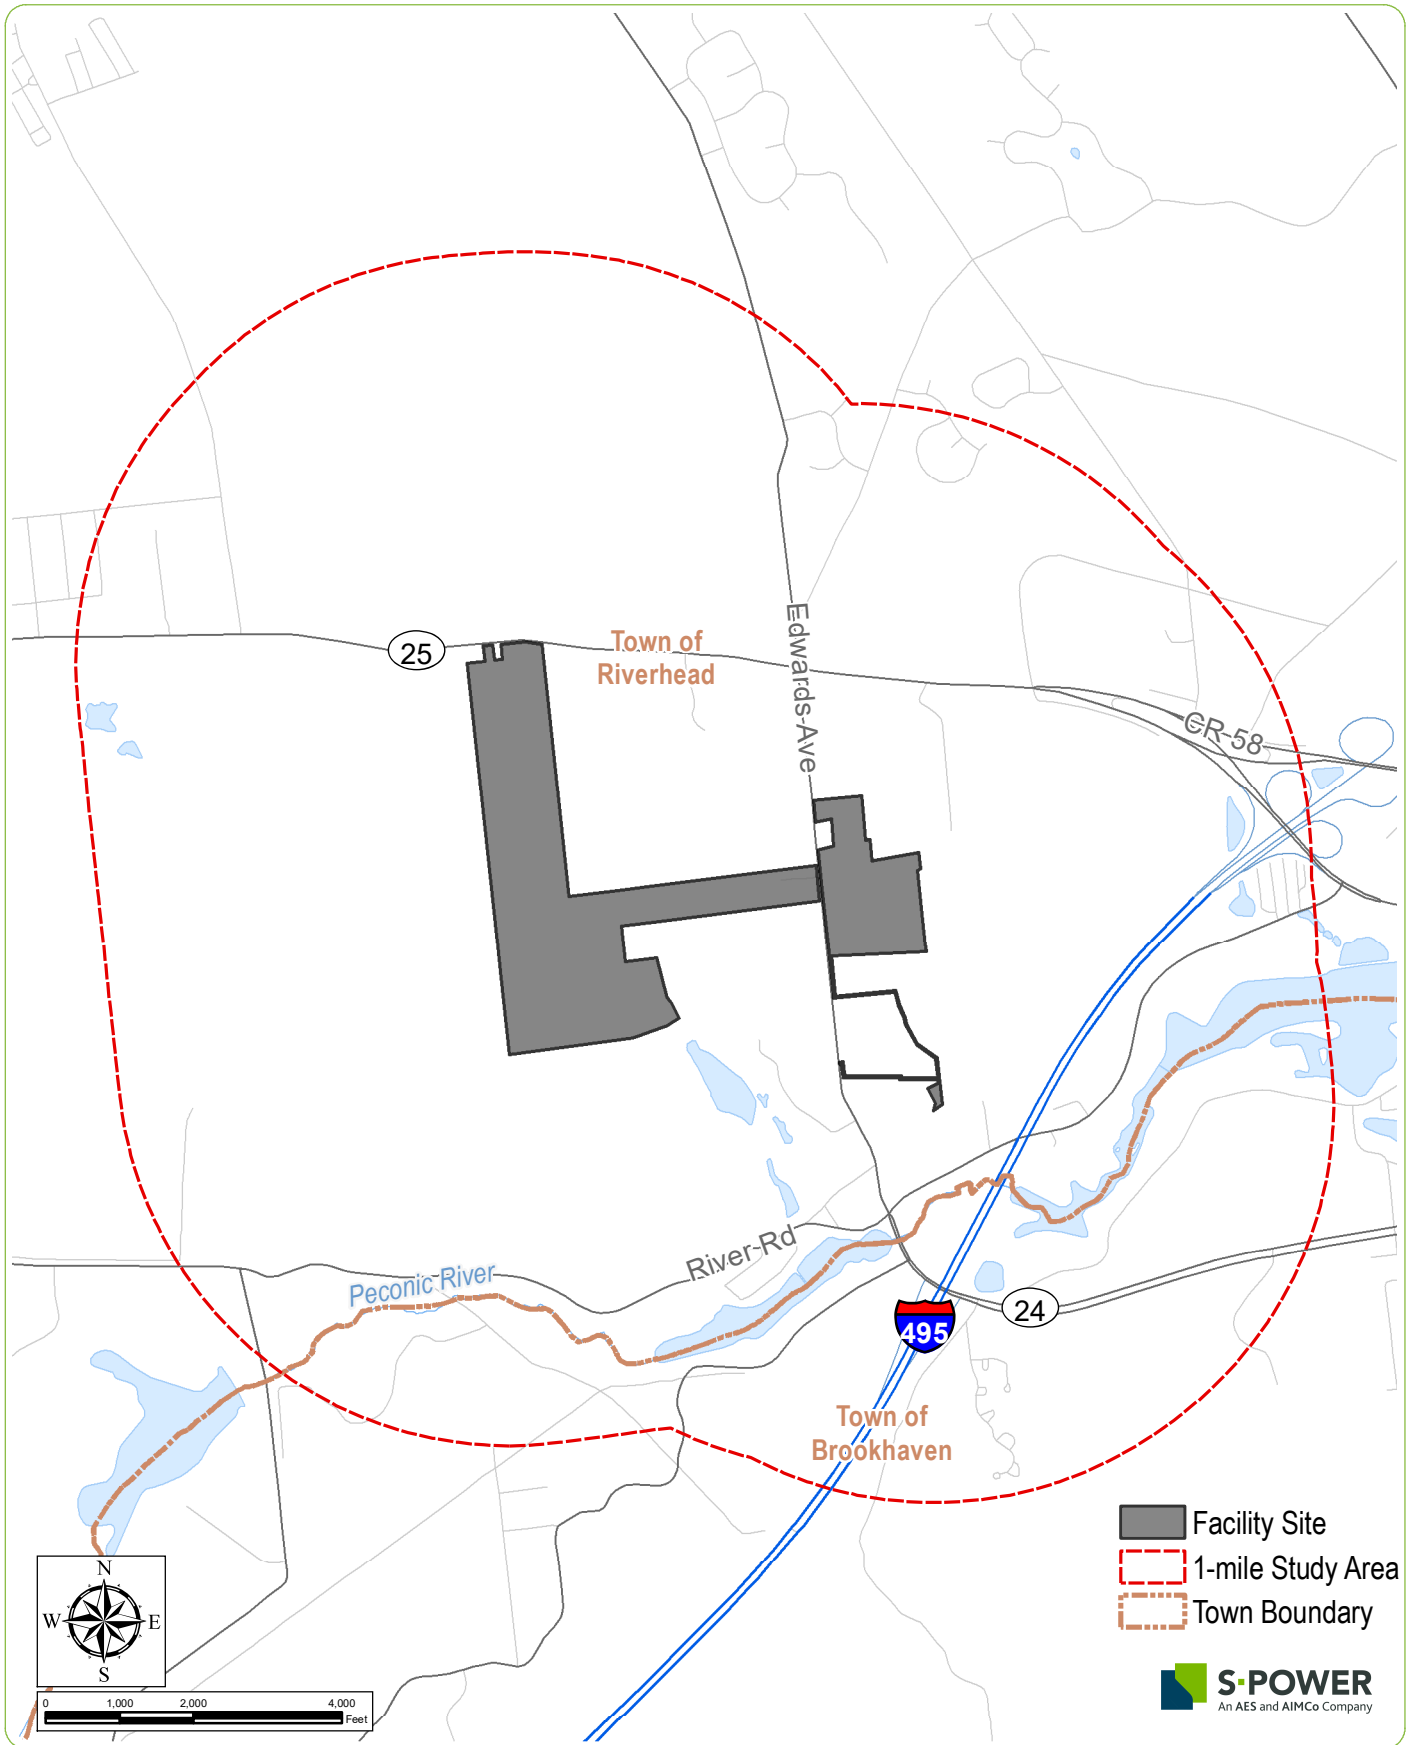 25
Town of
Riverhead
Edwards-Ave
CR-58
River-Rd
Peconic River
24
495
Town of
Brookhaven
Facility Site
1-mile Study Area
Town Boundary
N
W E
S
0 1,000 2,000 4,000
Feet
S·POWER
An AES and AIMCo Company